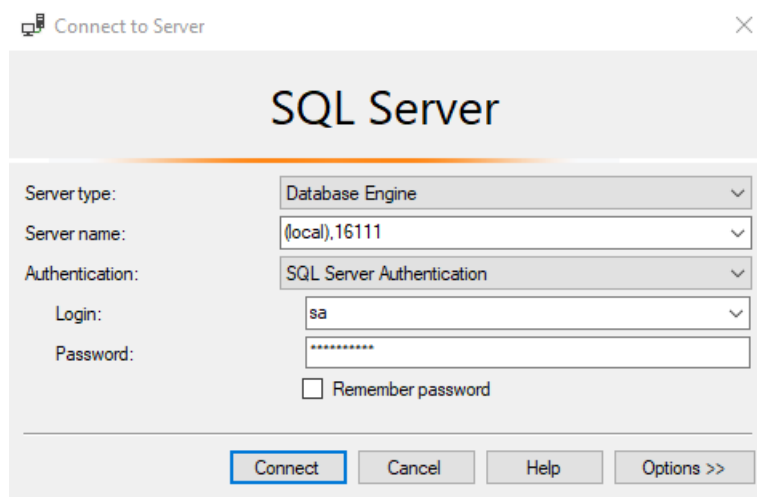 Connect to Server
SQL Server
Server type: Database Engine
Server name: (local),16111
Authentication: SQL Server Authentication
Login: sa
Password: **********
Remember password
Connect Cancel Help Options >>